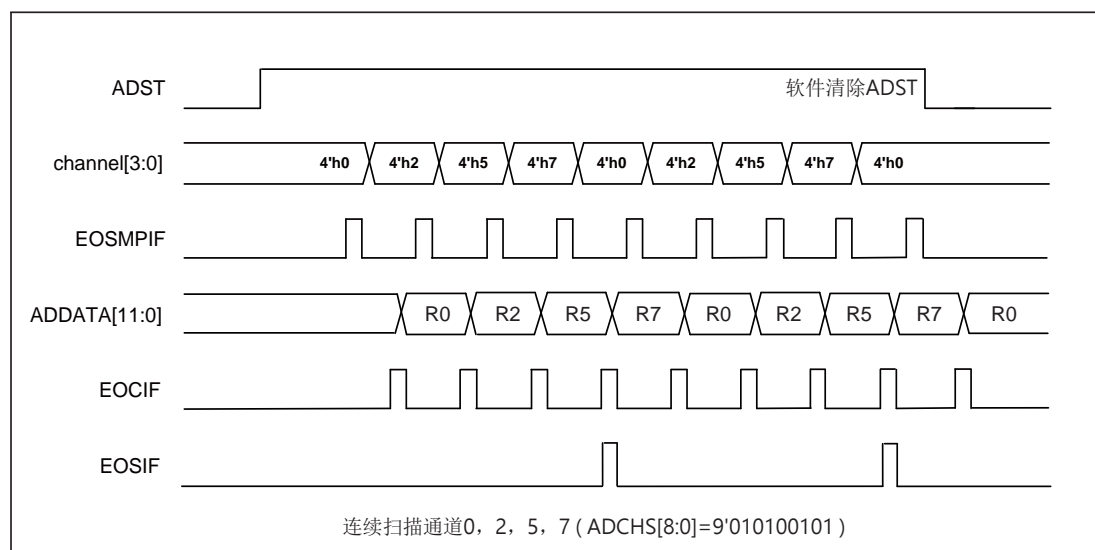 ADST
软件清除ADST
channel[3:0]
4'h0 4'h2 4'h5 4'h7 4'h0 4'h2 4'h5 4'h7 4'h0
EOSMPIF
ADDATA[11:0]
R0 R2 R5 R7 R0 R2 R5 R7 R0
EOCIF
EOSIF
连续扫描通道0，2，5，7 ( ADCHS[8:0]=9'010100101 )